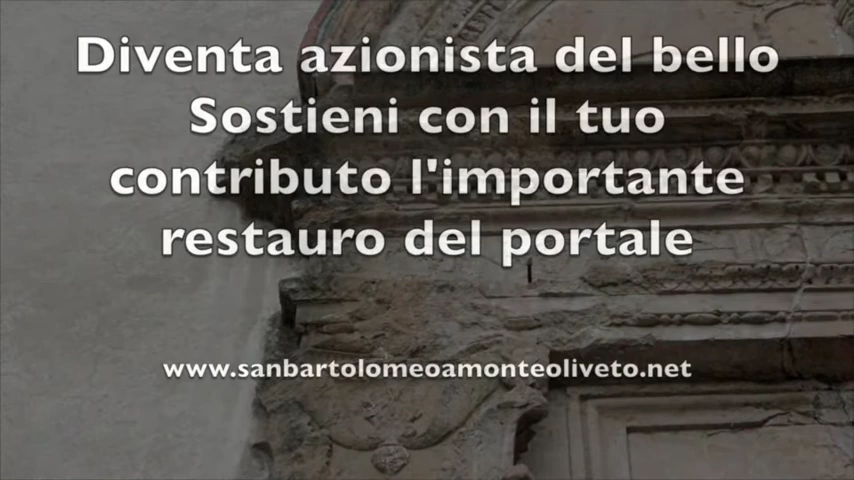 Diventa azionista del bello
Sostieni con il tuo
contributo l'importante
restauro del portale
www.sanbartolomeoamonteoliveto.net